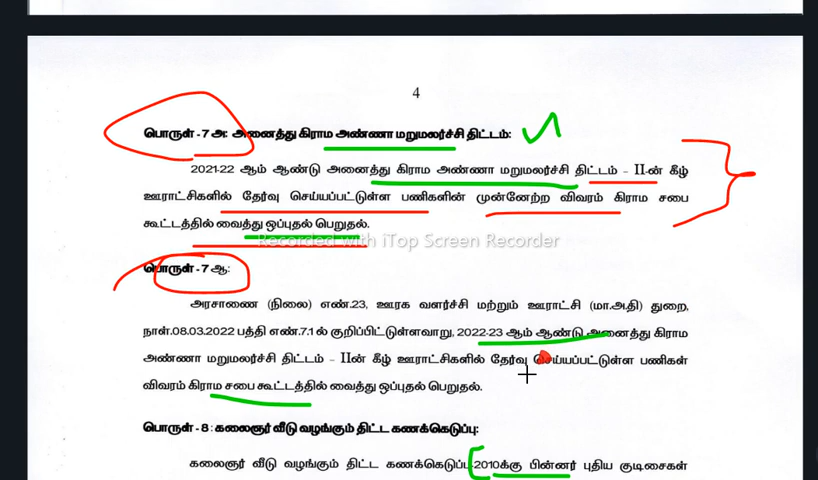 4
பொருள் - 7 அ: அனைத்து கிராம அண்ணா மறுமலர்ச்சி திட்டம்:
2021-22 ஆம் ஆண்டு அனைத்து கிராம அண்ணா மறுமலர்ச்சி திட்டம் – II-ன் கீழ்
ஊராட்சிகளில் தேர்வு செய்யப்பட்டுள்ள பணிகளின் முன்னேற்ற விவரம் கிராம சபை
கூட்டத்தில் வைத்து ஒப்புதல் பெறுதல்.
Recorded with iTop Screen Recorder
பொருள் - 7 ஆ:
அரசாணை (நிலை) எண்.23, ஊரக வளர்ச்சி மற்றும் ஊராட்சி (மா.அ.தி) துறை,
நாள்.08.03.2022 பத்தி எண்.7.1 ல் குறிப்பிட்டுள்ளவாறு, 2022-23 ஆம் ஆண்டு அனைத்து கிராம
அண்ணா மறுமலர்ச்சி திட்டம் – IIன் கீழ் ஊராட்சிகளில் தேர்வு செய்யப்பட்டுள்ள பணிகள்
விவரம் கிராம சபை கூட்டத்தில் வைத்து ஒப்புதல் பெறுதல்.
பொருள் - 8 : கலைஞர் வீடு வழங்கும் திட்ட கணக்கெடுப்பு:
கலைஞர் வீடு வழங்கும் திட்ட கணக்கெடுப்பு 2010க்கு பின்னர் புதிய குடிசைகள்